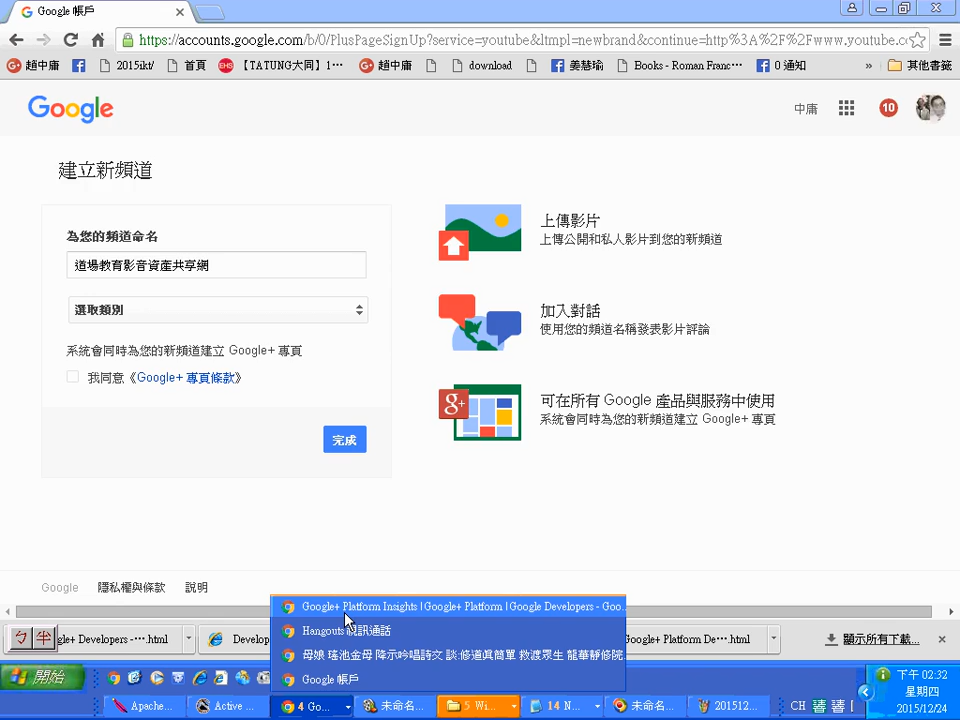 Google 帳戶
https://accounts.google.com/b/0/PlusPageSignUp?service=youtube&ltmpl=newbrand&continue=http%3A%2F%2Fwww.youtube.cc
趙中庸
2015ikt/
首頁
【TATUNG大同】1…
趙中庸
download
姜慧瑜
Books - Roman Franc…
0 通知
»
其他書籤
Google
中庸
10
建立新頻道
為您的頻道命名
道場教育影音資產共享網
選取類別
系統會同時為您的新頻道建立 Google+ 專頁
我同意《Google+ 專頁條款》
完成
上傳影片
上傳公開和私人影片到您的新頻道
加入對話
使用您的頻道名稱發表影片評論
可在所有 Google 產品與服務中使用
系統會同時為您的新頻道建立 Google+ 專頁
Google
隱私權與條款
說明
Google+ Platform Insights | Google+ Platform | Google Developers - Goo...
Hangouts 視訊通話
母娘 瑤池金母 降示吟唱詩文 談:修道眞簡單 救渡眾生 龍華靜修院
Google 帳戶
ㄅ 半
gle+ Developers -....html
Develop
Google+ Platform De....html
顯示所有下載...
開始
Apache...
Active ...
4 Go...
未命名...
5 Wi...
14 N...
未命名...
201512...
CH
下午 02:32
星期四
2015/12/24